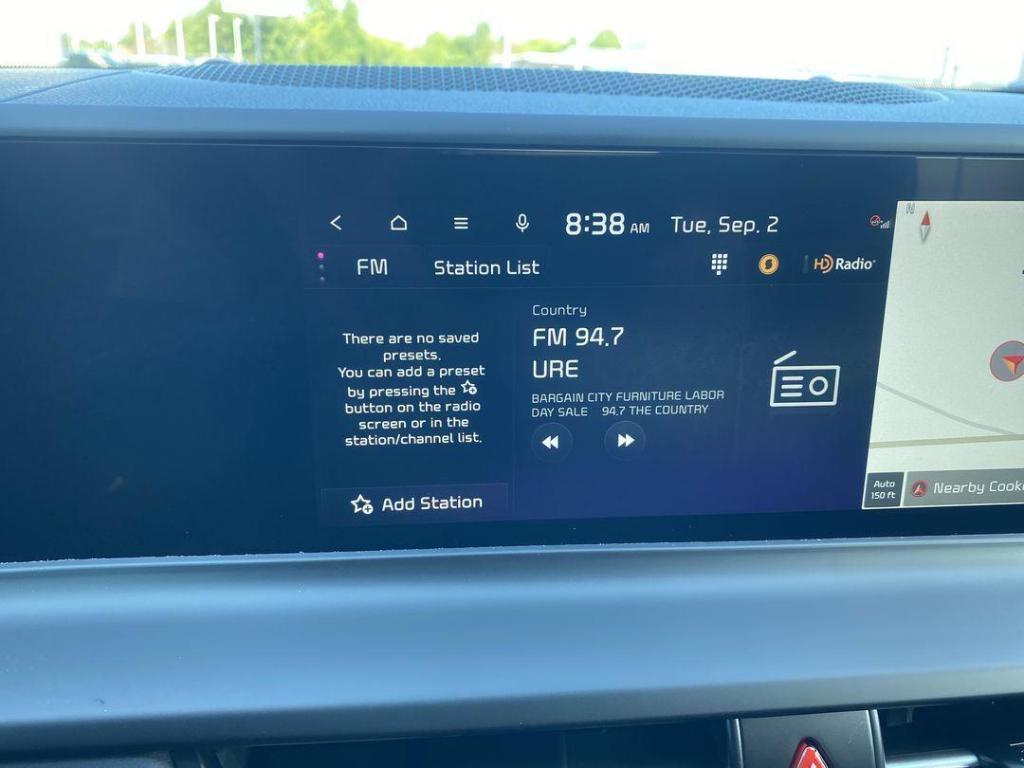 8:38 AM Tue, Sep. 2
FM Station List
HD Radio
N
Country
FM 94.7
URE
BARGAIN CITY FURNITURE LABOR
DAY SALE 94.7 THE COUNTRY
There are no saved
presets.
You can add a preset
by pressing the
button on the radio
screen or in the
station/channel list.
Add Station
Auto
150 ft
Nearby Cooke